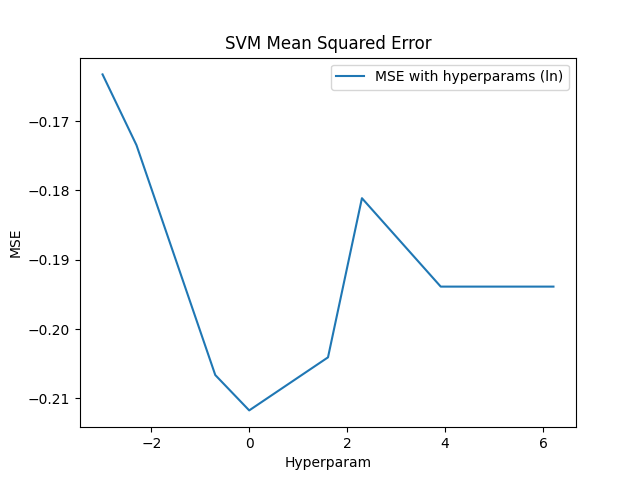 SVM Mean Squared Error
MSE with hyperparams (ln)
−0.17
−0.18
−0.19
−0.20
−0.21
MSE
−2
0
2
4
6
Hyperparam